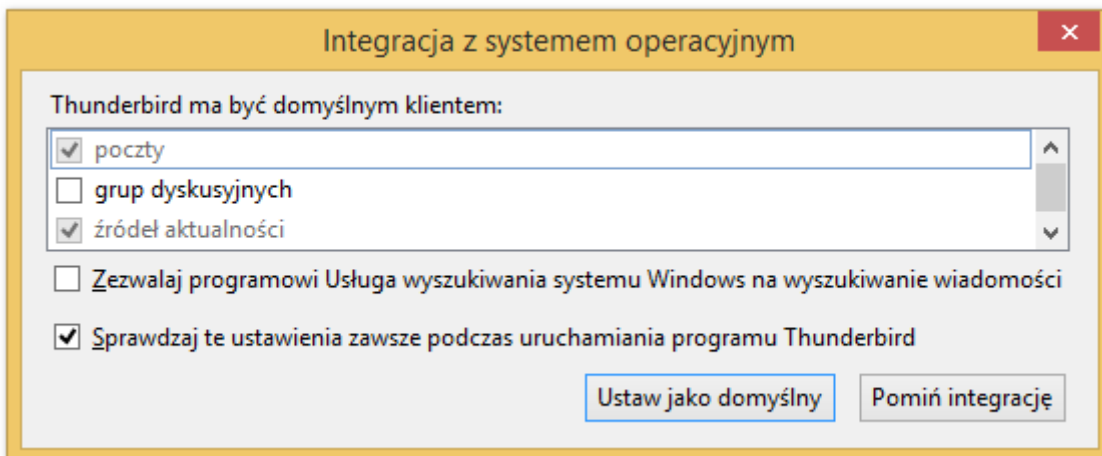 Integracja z systemem operacyjnym
Thunderbird ma być domyślnym klientem:
poczty
grup dyskusyjnych
źródeł aktualności
Zezwalaj programowi Usługa wyszukiwania systemu Windows na wyszukiwanie wiadomości
Sprawdzaj te ustawienia zawsze podczas uruchamiania programu Thunderbird
Ustaw jako domyślny Pomiń integrację